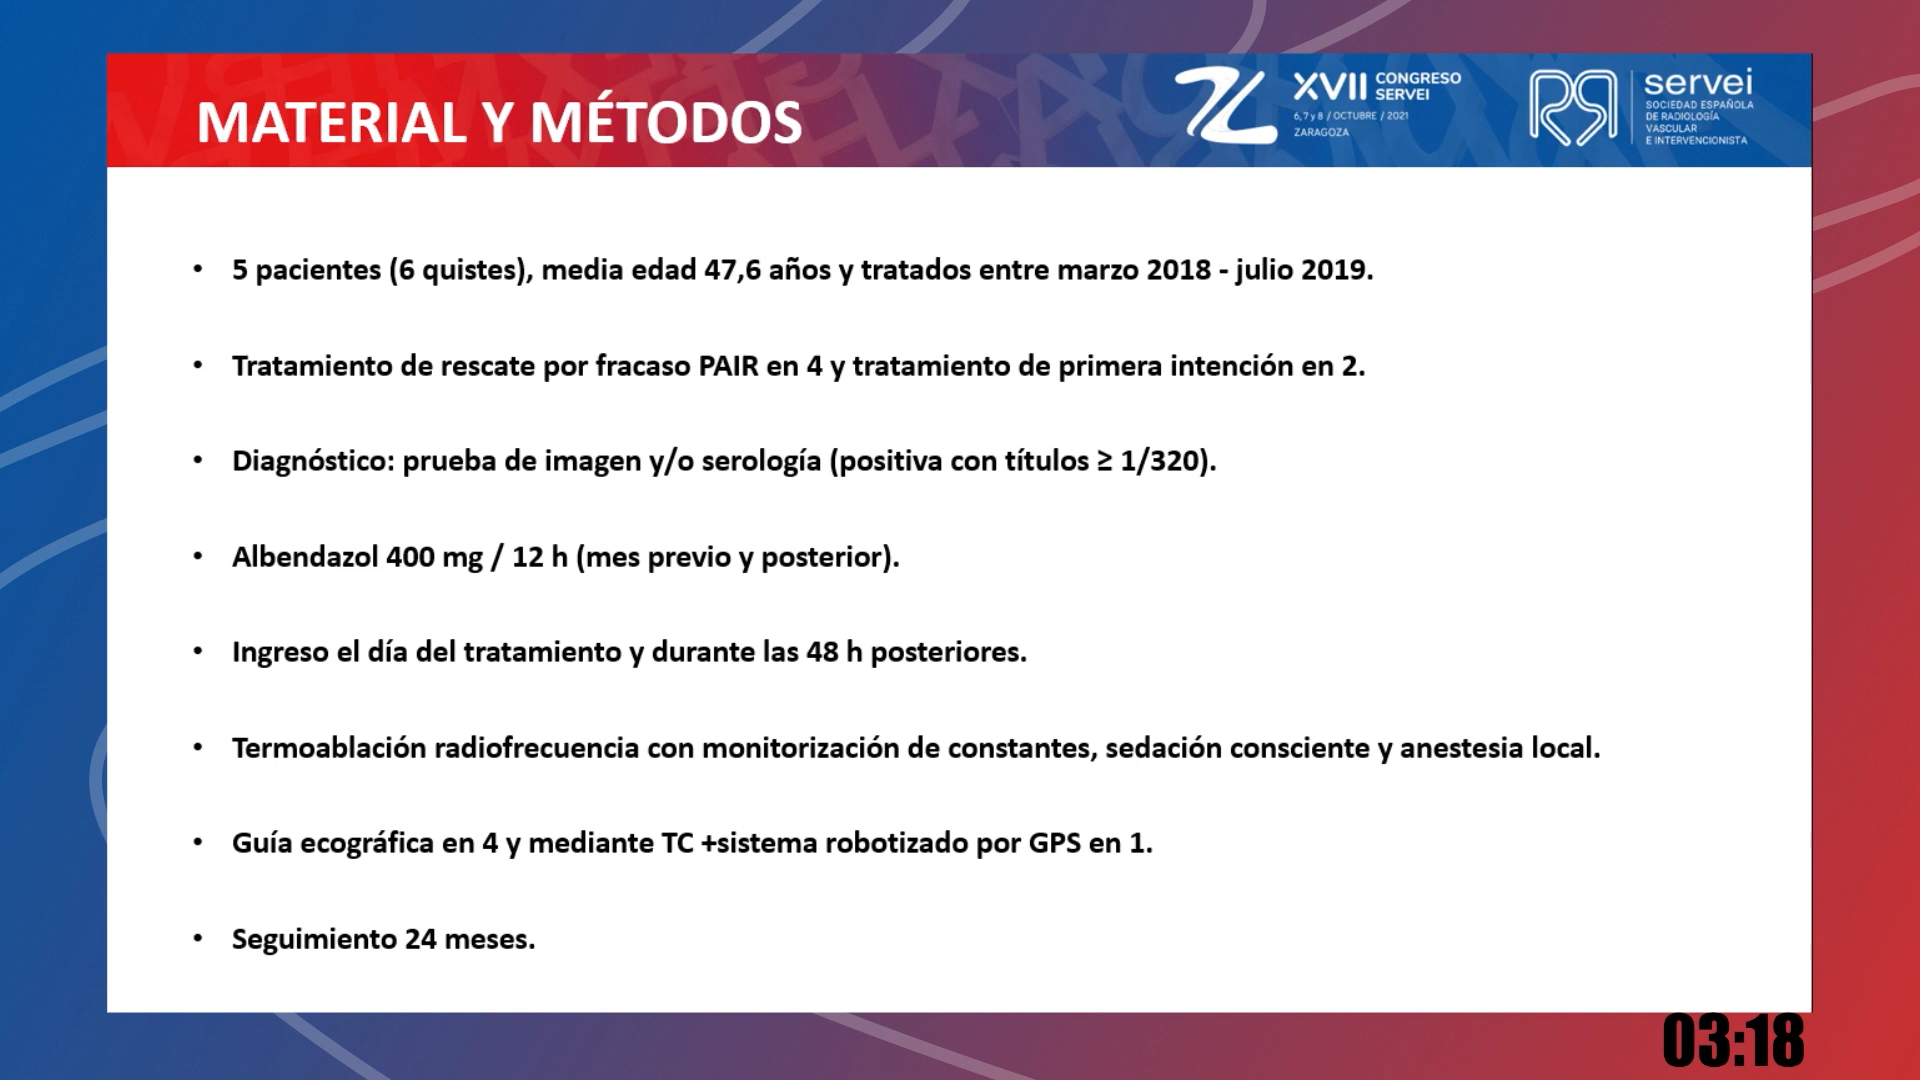 MATERIAL Y MÉTODOS
XVII CONGRESO
SERVEI
6, 7 y 8 / OCTUBRE / 2021
ZARAGOZA
servei
SOCIEDAD ESPAÑOLA
DE RADIOLOGÍA
VASCULAR
E INTERVENCIONISTA
• 5 pacientes (6 quistes), media edad 47,6 años y tratados entre marzo 2018 - julio 2019.
• Tratamiento de rescate por fracaso PAIR en 4 y tratamiento de primera intención en 2.
• Diagnóstico: prueba de imagen y/o serología (positiva con títulos ≥ 1/320).
• Albendazol 400 mg / 12 h (mes previo y posterior).
• Ingreso el día del tratamiento y durante las 48 h posteriores.
• Termoablación radiofrecuencia con monitorización de constantes, sedación consciente y anestesia local.
• Guía ecográfica en 4 y mediante TC +sistema robotizado por GPS en 1.
• Seguimiento 24 meses.
03:18